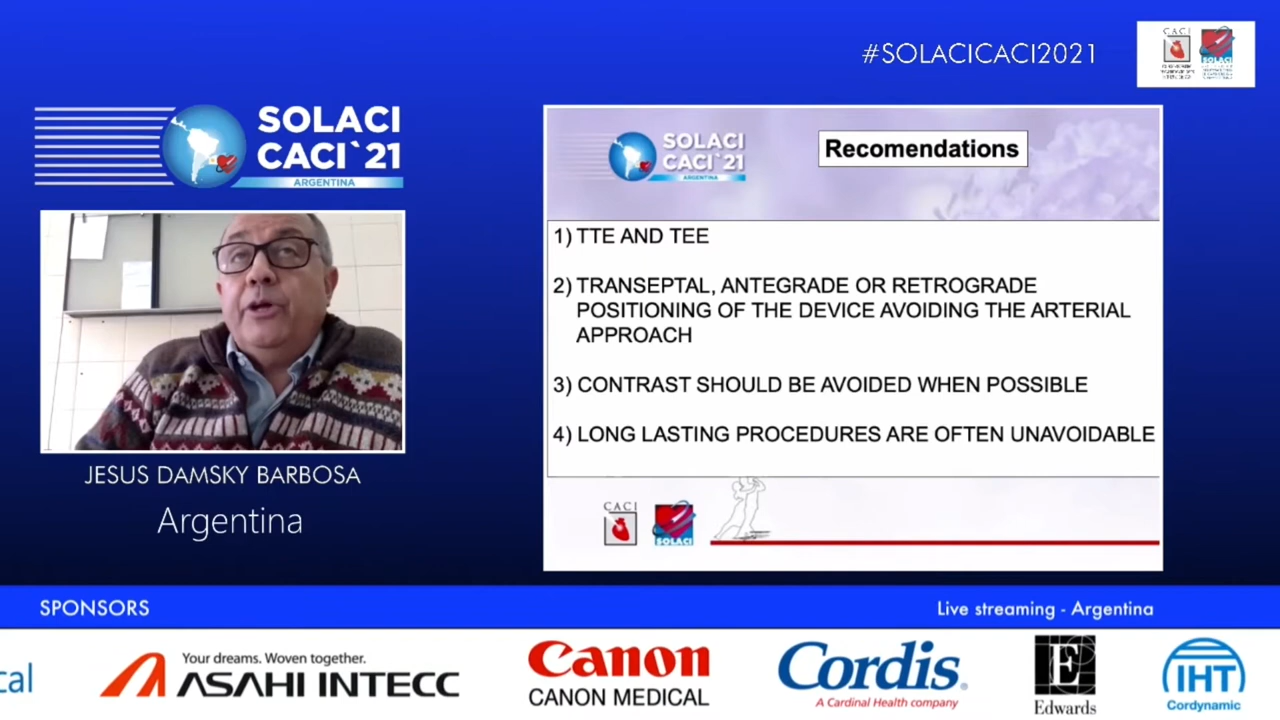 #SOLACICACI2021
CACI
SOLACI
SOLACI
CACI`21
ARGENTINA
JESUS DAMSKY BARBOSA
Argentina
SOLACI
CACI`21
ARGENTINA
Recomendations
1) TTE AND TEE
2) TRANSEPTAL, ANTEGRADE OR RETROGRADE
POSITIONING OF THE DEVICE AVOIDING THE ARTERIAL
APPROACH
3) CONTRAST SHOULD BE AVOIDED WHEN POSSIBLE
4) LONG LASTING PROCEDURES ARE OFTEN UNAVOIDABLE
CACI
SOLACI
SPONSORS
Live streaming - Argentina
cal
Your dreams. Woven together.
ASAHI INTECC
Canon
CANON MEDICAL
Cordis®
A Cardinal Health company
E
Edwards
IHT
Cordynamic